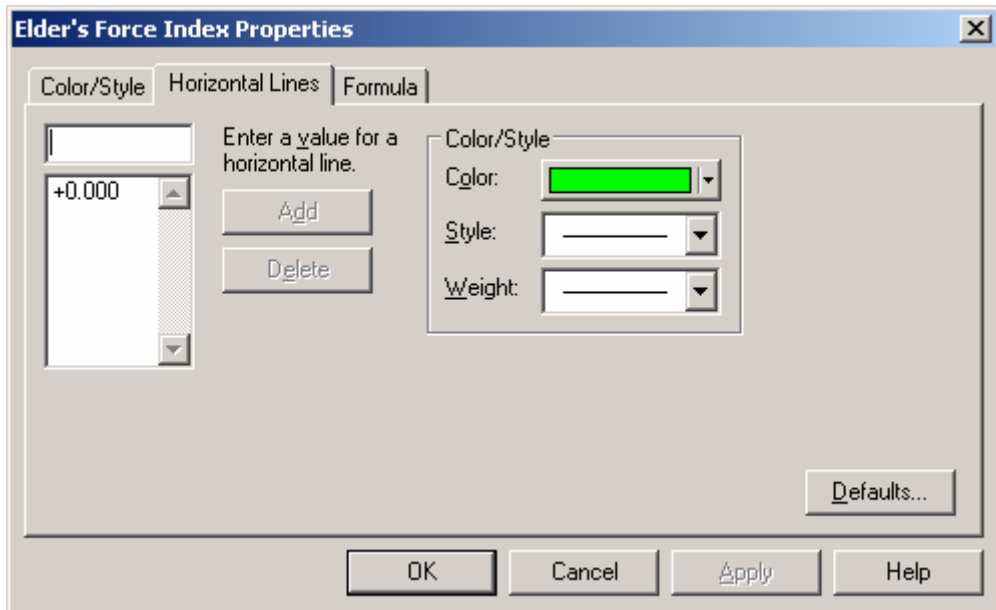 Elder's Force Index Properties
Color/Style
Horizontal Lines
Formula
Enter a value for a
horizontal line.
+0.000
Add
Delete
Color/Style
Color:
Style:
Weight:
Defaults...
OK
Cancel
Apply
Help